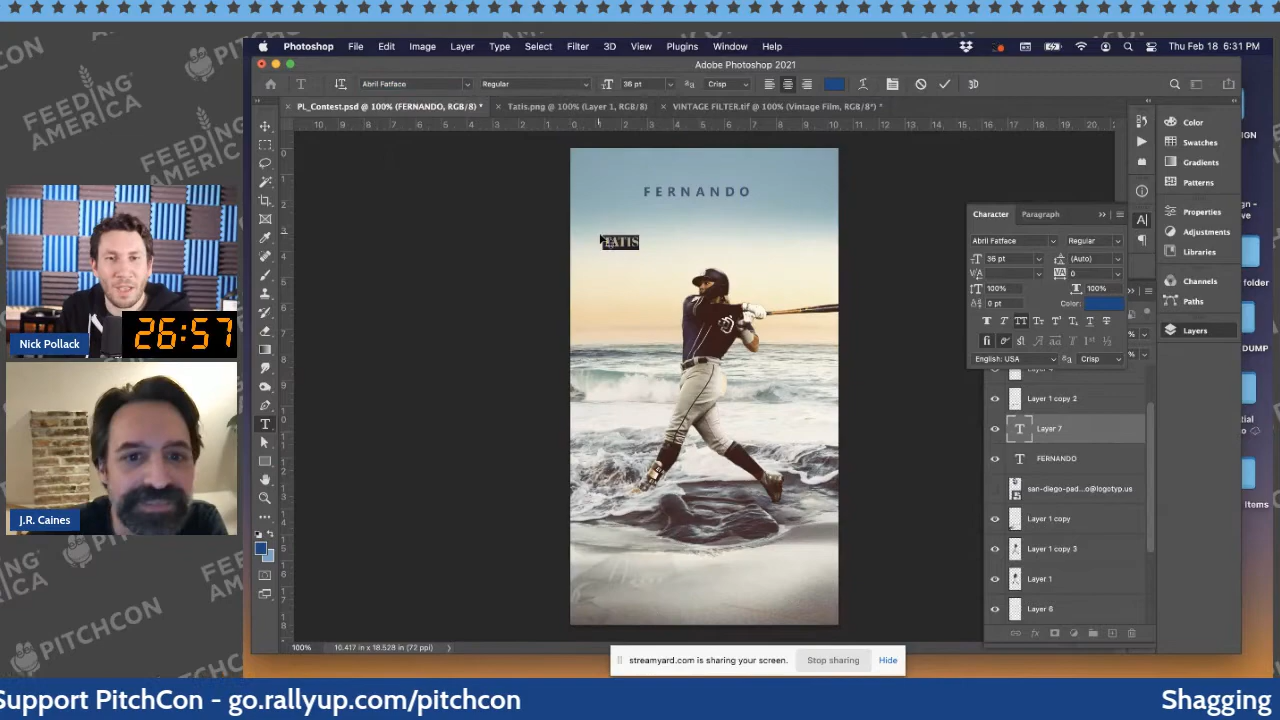 FEEDING
AMERICA
PITCHCON
Photoshop File Edit Image Layer Type Select Filter 3D View Plugins Window Help
Thu Feb 18 6:31 PM
Adobe Photoshop 2021
Abril Fatface Regular 36 pt Crisp 3D
PL_Contest.psd @ 100% (FERNANDO, RGB/8) *
Tatis.png @ 100% (Layer 1, RGB/8)
VINTAGE FILTER.tif @ 100% (Vintage Film, RGB/8*) *
FERNANDO
TATIS
Color
Swatches
Gradients
Patterns
Properties
Adjustments
Libraries
Channels
Paths
Layers
Character Paragraph
Abril Fatface Regular
36 pt (Auto)
0
100% 100%
0 pt Color:
English: USA Crisp
Layer 1 copy 2
Layer 7
FERNANDO
san-diego-pad...o@logotyp.us
Layer 1 copy
Layer 1 copy 3
Layer 1
Layer 6
folder
DUMP
Items
100% 10.417 in x 18.528 in (72 ppi)
streamyard.com is sharing your screen. Stop sharing Hide
Nick Pollack
26:57
J.R. Caines
Support PitchCon - go.rallyup.com/pitchcon
Shagging